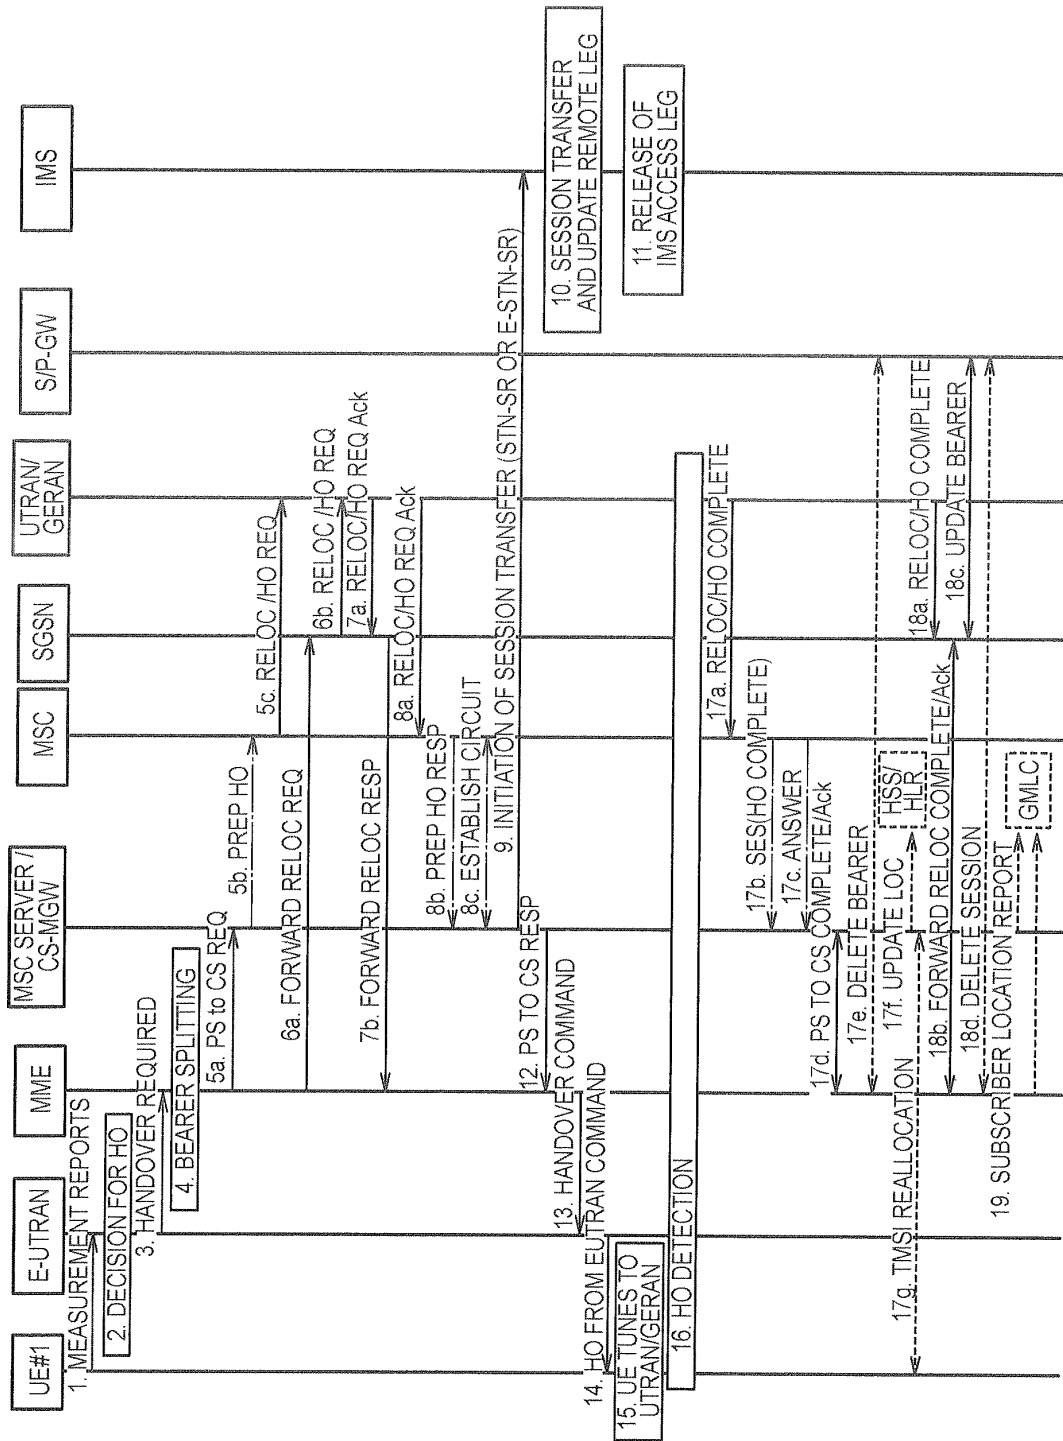 UE#1
E-UTRAN
MME
MSC SERVER /
CS-MGW
MSC
SGSN
UTRAN/
GERAN
S/P-GW
IMS
1. MEASUREMENT REPORTS
2. DECISION FOR HO
3. HANDOVER REQUIRED
4. BEARER SPLITTING
5a. PS to CS REQ
5b. PREP HO
5c. RELOC /HO REQ
6a. FORWARD RELOC REQ
6b. RELOC /HO REQ
7a. RELOC/HO REQ Ack
7b. FORWARD RELOC RESP
8a. RELOC/HO REQ Ack
8b. PREP HO RESP
8c. ESTABLISH CIRCUIT
9. INITIATION OF SESSION TRANSFER (STN-SR OR E-STN-SR)
10. SESSION TRANSFER
AND UPDATE REMOTE LEG
11. RELEASE OF
IMS ACCESS LEG
12. PS TO CS RESP
13. HANDOVER COMMAND
14. HO FROM EUTRAN COMMAND
15. UE TUNES TO
UTRAN/GERAN
16. HO DETECTION
17a. RELOC/HO COMPLETE
17b. SES(HO COMPLETE)
17c. ANSWER
17d. PS TO CS COMPLETE/Ack
17e. DELETE BEARER
17f. UPDATE LOC
HSS/
HLR
17g. TMSI REALLOCATION
18a. RELOC/HO COMPLETE
18b. FORWARD RELOC COMPLETE/Ack
18c. UPDATE BEARER
18d. DELETE SESSION
19. SUBSCRIBER LOCATION REPORT
GMLC